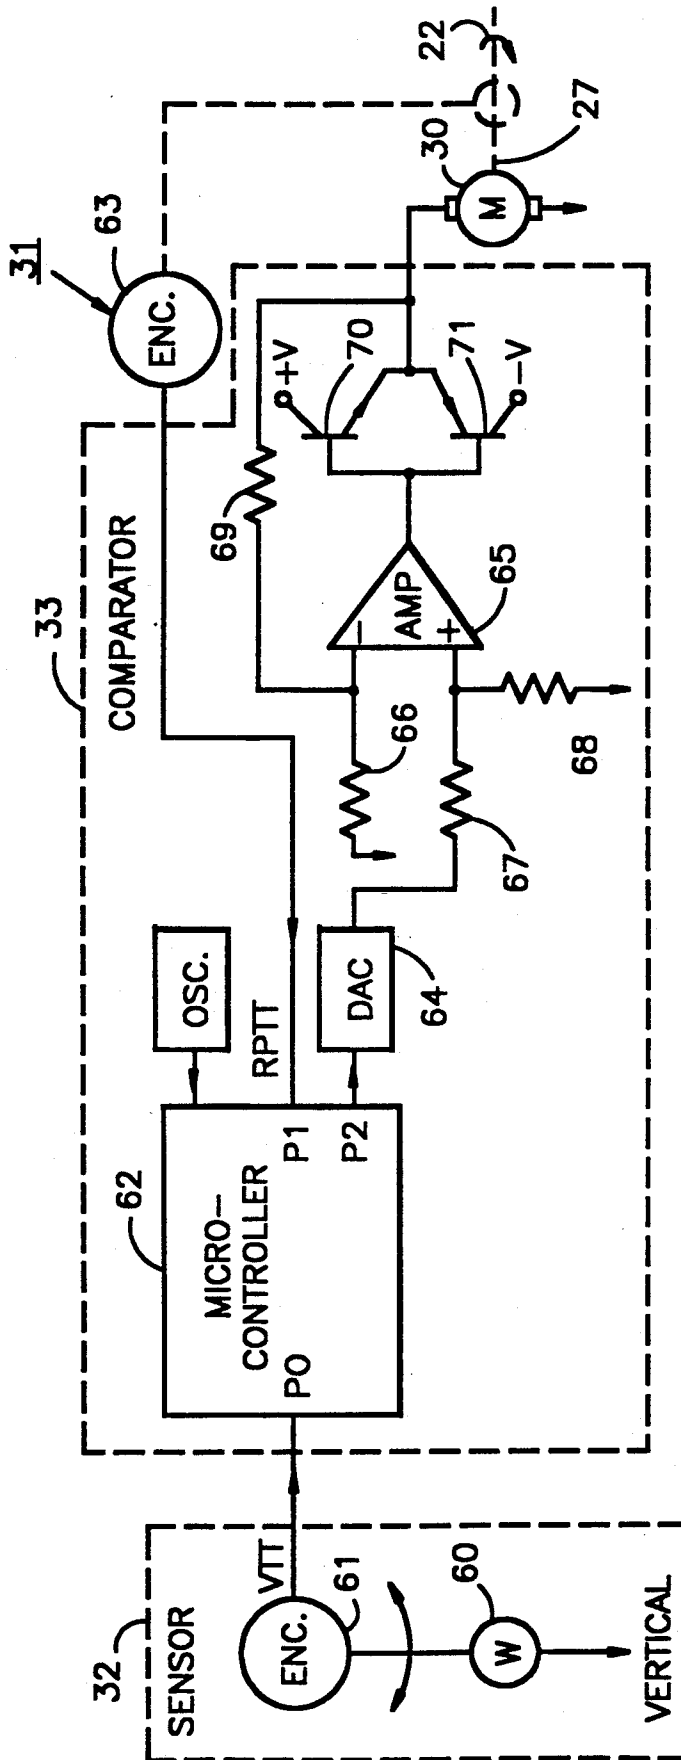 32
SENSOR
VTT
ENC.
61
60
W
VERTICAL
33
COMPARATOR
62
MICRO-
CONTROLLER
P0
P1
P2
OSC.
RPTT
DAC
64
67
66
68
69
AMP
−
+
65
+V
70
71
−V
31
63
ENC.
30
M
27
22